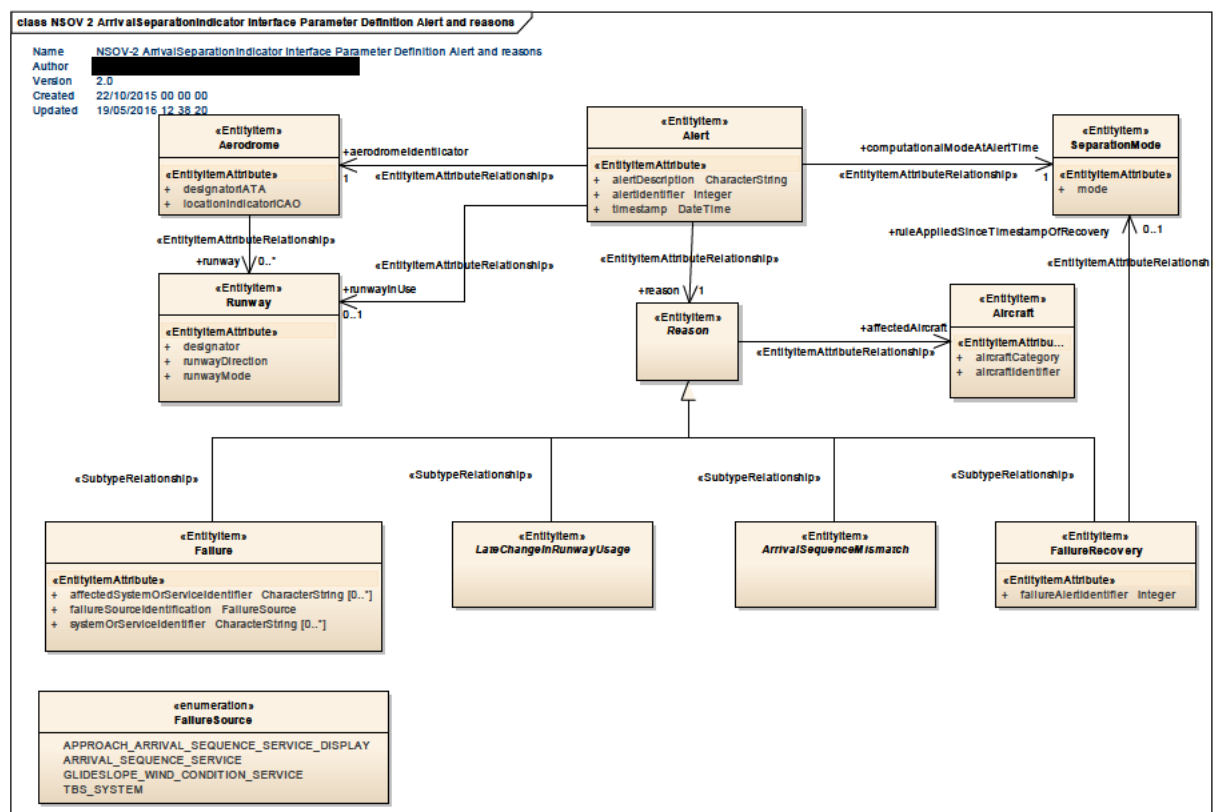 class NSOV 2 ArrivalSeparationIndicator Interface Parameter Definition Alert and reasons
Name NSOV-2 ArrivalSeparationIndicator Interface Parameter Definition Alert and reasons
Author
Version 2.0
Created 22/10/2015 00 00 00
Updated 19/05/2016 12 38 20
«EntityItem»
Aerodrome
«EntityItemAttribute»
+ designatorIATA
+ locationIndicatorICAO
+aerodromeIdentificator
1
«EntityItemAttributeRelationship»
«EntityItem»
Alert
«EntityItemAttribute»
+ alertDescription CharacterString
+ alertIdentifier Integer
+ timestamp DateTime
+computationalModeAtAlertTime
«EntityItemAttributeRelationship»
1
«EntityItem»
SeparationMode
«EntityItemAttribute»
+ mode
«EntityItemAttributeRelationship»
+runway
0..*
«EntityItemAttributeRelationship»
+runwayInUse
0..1
«EntityItemAttributeRelationship»
+reason
1
+ruleAppliedSinceTimestampOfRecovery
0..1
«EntityItemAttributeRelationsh
«EntityItem»
Runway
«EntityItemAttribute»
+ designator
+ runwayDirection
+ runwayMode
«EntityItem»
Reason
+affectedAircraft
«EntityItemAttributeRelationship»
«EntityItem»
Aircraft
«EntityItemAttribu...
+ aircraftCategory
+ aircraftIdentifier
«SubtypeRelationship»
«SubtypeRelationship»
«SubtypeRelationship»
«SubtypeRelationship»
«EntityItem»
Failure
«EntityItemAttribute»
+ affectedSystemOrServiceIdentifier CharacterString [0..*]
+ failureSourceIdentification FailureSource
+ systemOrServiceIdentifier CharacterString [0..*]
«EntityItem»
LateChangeInRunwayUsage
«EntityItem»
ArrivalSequenceMismatch
«EntityItem»
FailureRecovery
«EntityItemAttribute»
+ failureAlertIdentifier Integer
«enumeration»
FailureSource
APPROACH_ARRIVAL_SEQUENCE_SERVICE_DISPLAY
ARRIVAL_SEQUENCE_SERVICE
GLIDESLOPE_WIND_CONDITION_SERVICE
TBS_SYSTEM